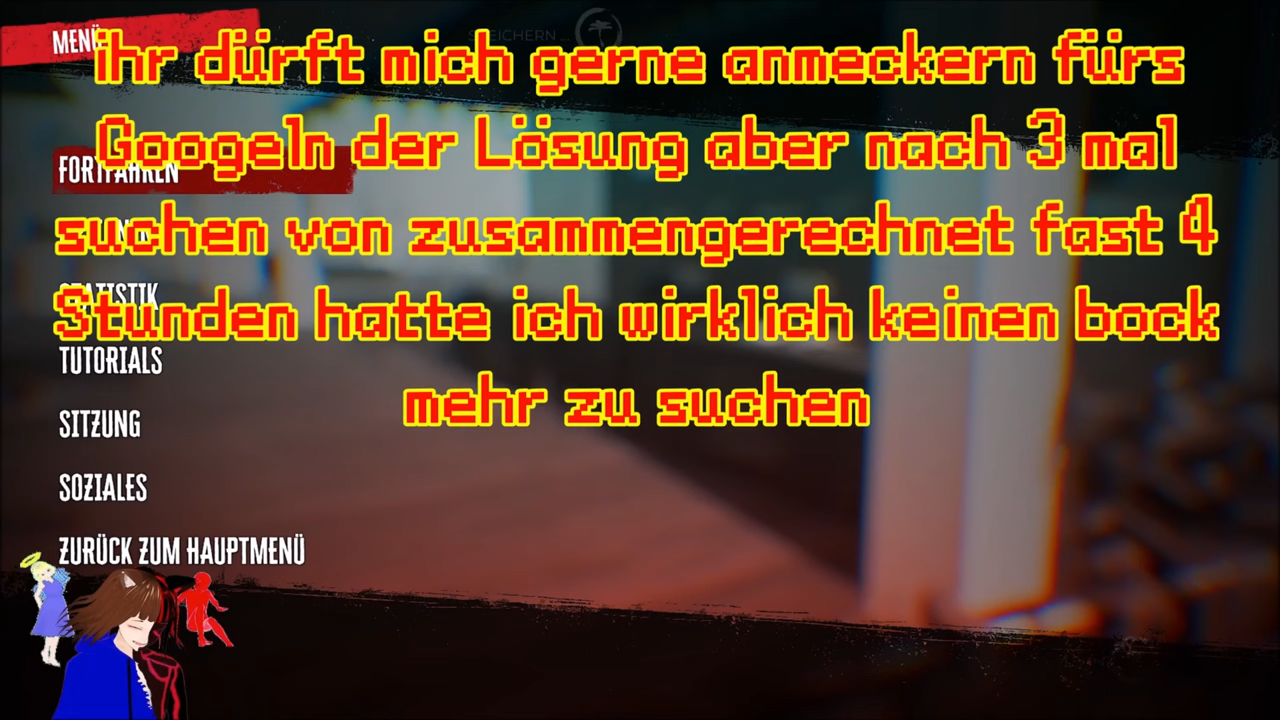 MENÜ
SPEICHERN ...
ihr dürft mich gerne anmeckern fürs
Googeln der Lösung aber nach 3 mal
suchen von zusammengerechnet fast 4
Stunden hatte ich wirklich keinen bock
mehr zu suchen
FORTFAHREN
STATISTIK
TUTORIALS
SITZUNG
SOZIALES
ZURÜCK ZUM HAUPTMENÜ